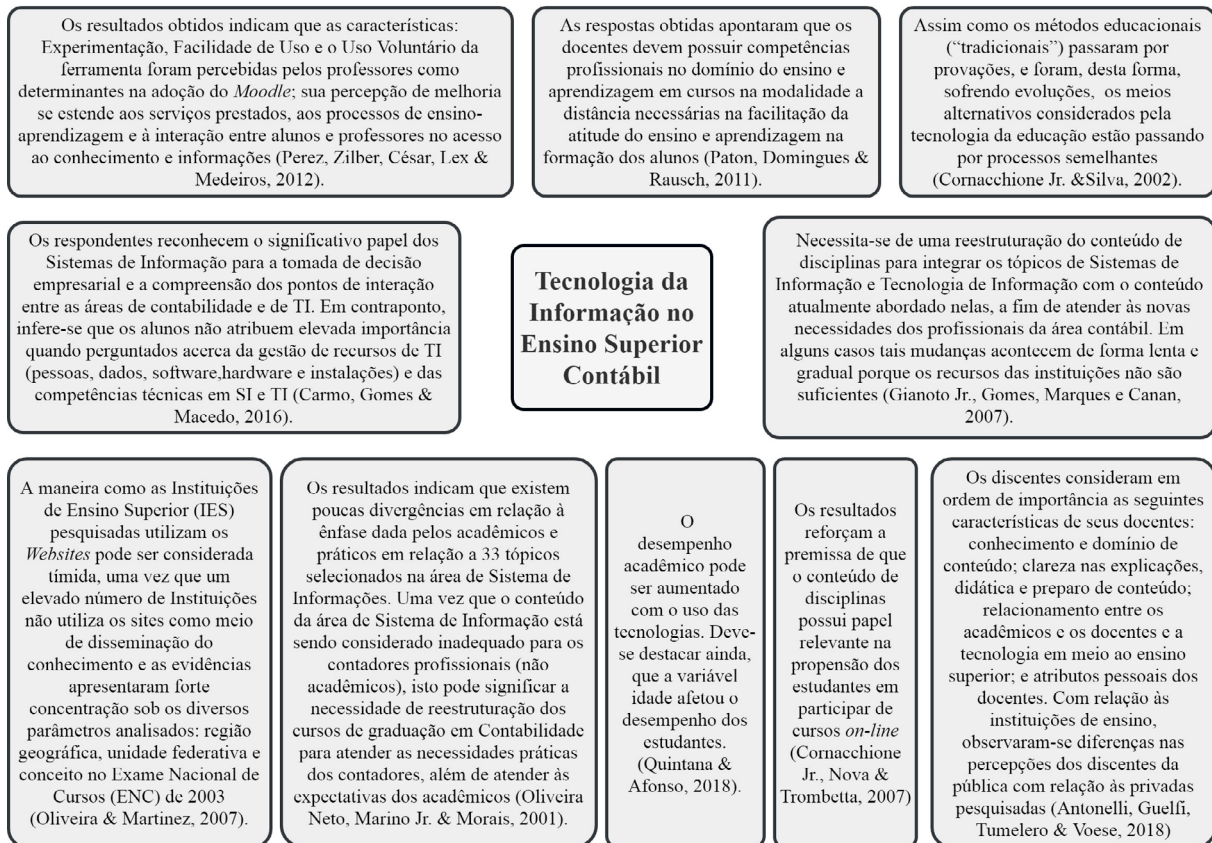 Os resultados obtidos indicam que as características:
Experimentação, Facilidade de Uso e o Uso Voluntário da
ferramenta foram percebidas pelos professores como
determinantes na adoção do Moodle; sua percepção de melhoria
se estende aos serviços prestados, aos processos de ensino-
aprendizagem e à interação entre alunos e professores no acesso
ao conhecimento e informações (Perez, Zilber, César, Lex &
Medeiros, 2012).
As respostas obtidas apontaram que os
docentes devem possuir competências
profissionais no domínio do ensino e
aprendizagem em cursos na modalidade a
distância necessárias na facilitação da
atitude do ensino e aprendizagem na
formação dos alunos (Paton, Domingues &
Rausch, 2011).
Assim como os métodos educacionais
(“tradicionais”) passaram por
provações, e foram, desta forma,
sofrendo evoluções, os meios
alternativos considerados pela
tecnologia da educação estão passando
por processos semelhantes
(Cornacchione Jr. &Silva, 2002).
Os respondentes reconhecem o significativo papel dos
Sistemas de Informação para a tomada de decisão
empresarial e a compreensão dos pontos de interação
entre as áreas de contabilidade e de TI. Em contraponto,
infere-se que os alunos não atribuem elevada importância
quando perguntados acerca da gestão de recursos de TI
(pessoas, dados, software,hardware e instalações) e das
competências técnicas em SI e TI (Carmo, Gomes &
Macedo, 2016).
Tecnologia da
Informação no
Ensino Superior
Contábil
Necessita-se de uma reestruturação do conteúdo de
disciplinas para integrar os tópicos de Sistemas de
Informação e Tecnologia de Informação com o conteúdo
atualmente abordado nelas, a fim de atender às novas
necessidades dos profissionais da área contábil. Em
alguns casos tais mudanças acontecem de forma lenta e
gradual porque os recursos das instituições não são
suficientes (Gianoto Jr., Gomes, Marques e Canan,
2007).
A maneira como as Instituições
de Ensino Superior (IES)
pesquisadas utilizam os
Websites pode ser considerada
tímida, uma vez que um
elevado número de Instituições
não utiliza os sites como meio
de disseminação do
conhecimento e as evidências
apresentaram forte
concentração sob os diversos
parâmetros analisados: região
geográfica, unidade federativa e
conceito no Exame Nacional de
Cursos (ENC) de 2003
(Oliveira & Martinez, 2007).
Os resultados indicam que existem
poucas divergências em relação à
ênfase dada pelos acadêmicos e
práticos em relação a 33 tópicos
selecionados na área de Sistema de
Informações. Uma vez que o conteúdo
da área de Sistema de Informação está
sendo considerado inadequado para os
contadores profissionais (não
acadêmicos), isto pode significar a
necessidade de reestruturação dos
cursos de graduação em Contabilidade
para atender as necessidades práticas
dos contadores, além de atender às
expectativas dos acadêmicos (Oliveira
Neto, Marino Jr. & Morais, 2001).
O
desempenho
acadêmico pode
ser aumentado
com o uso das
tecnologias. Deve-
se destacar ainda,
que a variável
idade afetou o
desempenho dos
estudantes.
(Quintana &
Afonso, 2018).
Os resultados
reforçam a
premissa de que
o conteúdo de
disciplinas
possui papel
relevante na
propensão dos
estudantes em
participar de
cursos on-line
(Cornacchione
Jr., Nova &
Trombetta, 2007)
Os discentes consideram em
ordem de importância as seguintes
características de seus docentes:
conhecimento e domínio de
conteúdo; clareza nas explicações,
didática e preparo de conteúdo;
relacionamento entre os
acadêmicos e os docentes e a
tecnologia em meio ao ensino
superior; e atributos pessoais dos
docentes. Com relação às
instituições de ensino,
observaram-se diferenças nas
percepções dos discentes da
pública com relação às privadas
pesquisadas (Antonelli, Guelfi,
Tumelero & Voese, 2018)